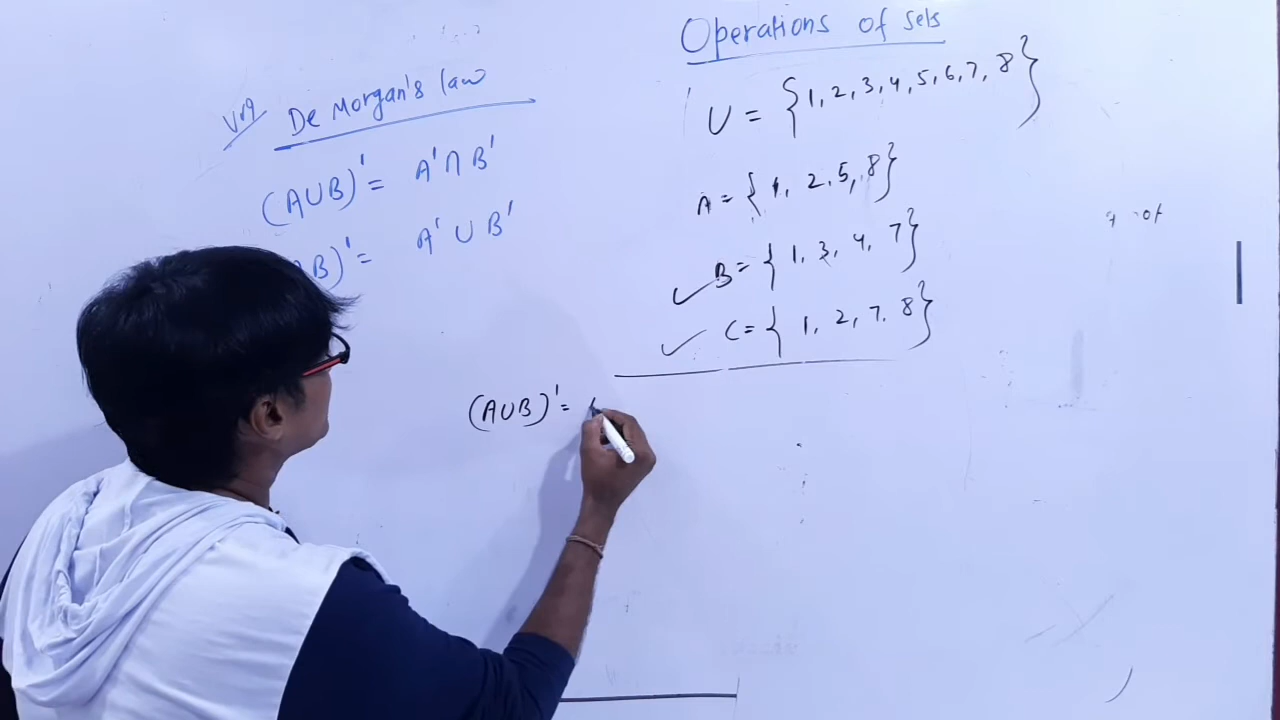 Operations of sets
VVI De Morgan's law
(A∪B)' = A'∩B'
B)' = A' ∪ B'
U = {1, 2, 3, 4, 5, 6, 7, 8}
A = {1, 2, 5, 8}
B = {1, 3, 4, 7}
C = {1, 2, 7, 8}
(A∪B)' =